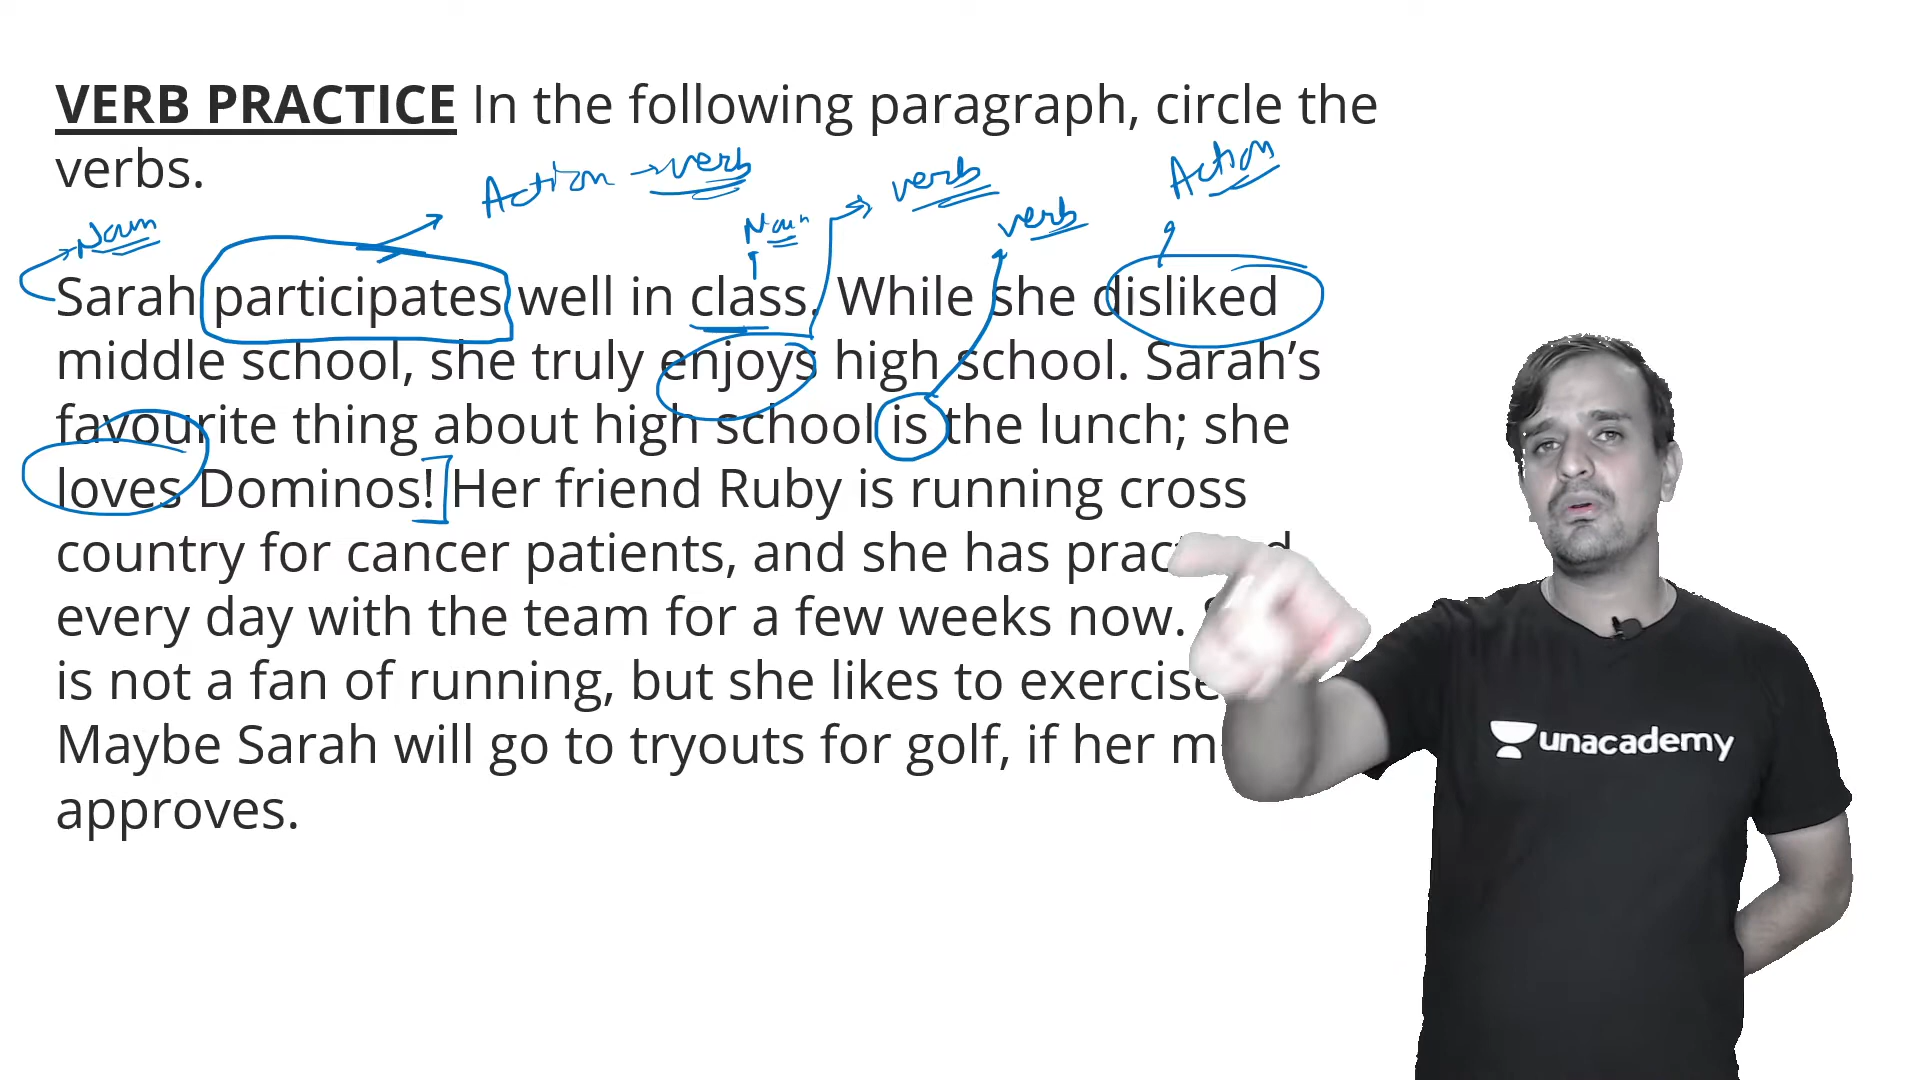 VERB PRACTICE In the following paragraph, circle the
verbs.
Action → verb
verb
Action
Noun
Noun
verb
Sarah participates well in class. While she disliked
middle school, she truly enjoys high school. Sarah’s
favourite thing about high school is the lunch; she
loves Dominos! Her friend Ruby is running cross
country for cancer patients, and she has
every day with the team for a few weeks now.
is not a fan of running, but she likes to exercise
Maybe Sarah will go to tryouts for golf, if her
approves.
unacademy